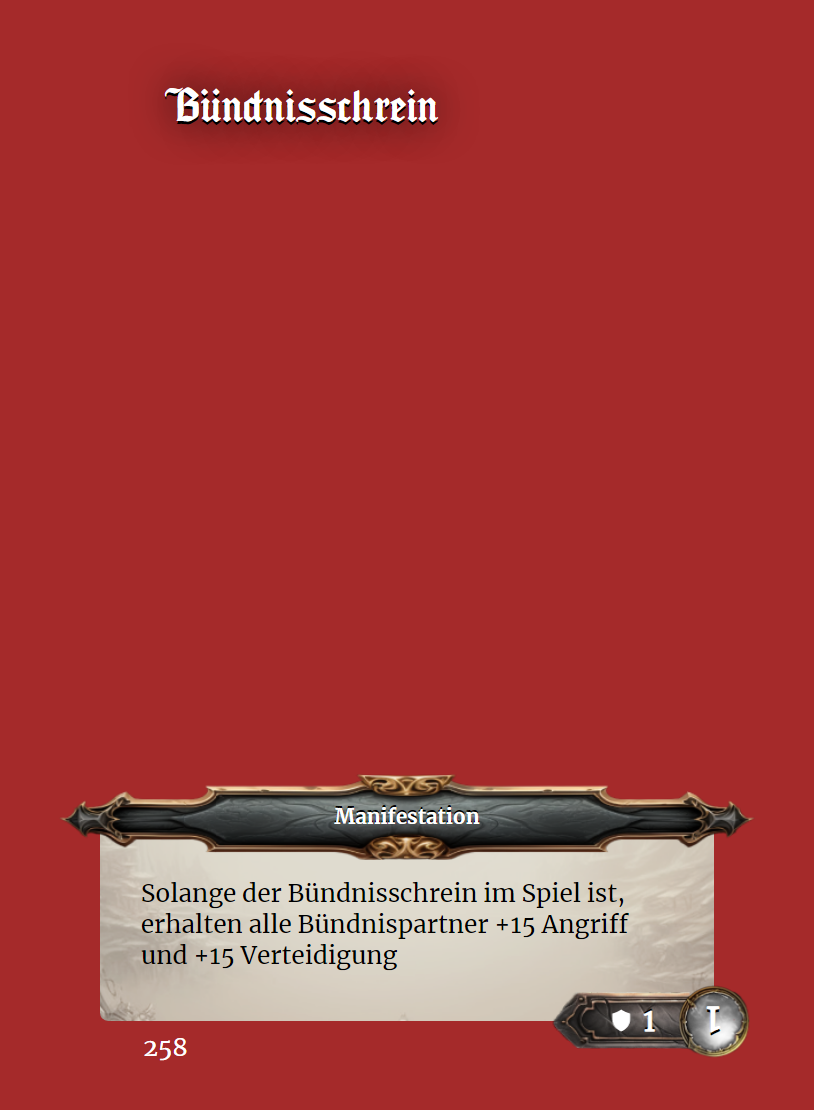 Bündnisschrein
Manifestation
Solange der Bündnisschrein im Spiel ist,
erhalten alle Bündnispartner +15 Angriff
und +15 Verteidigung
1
258